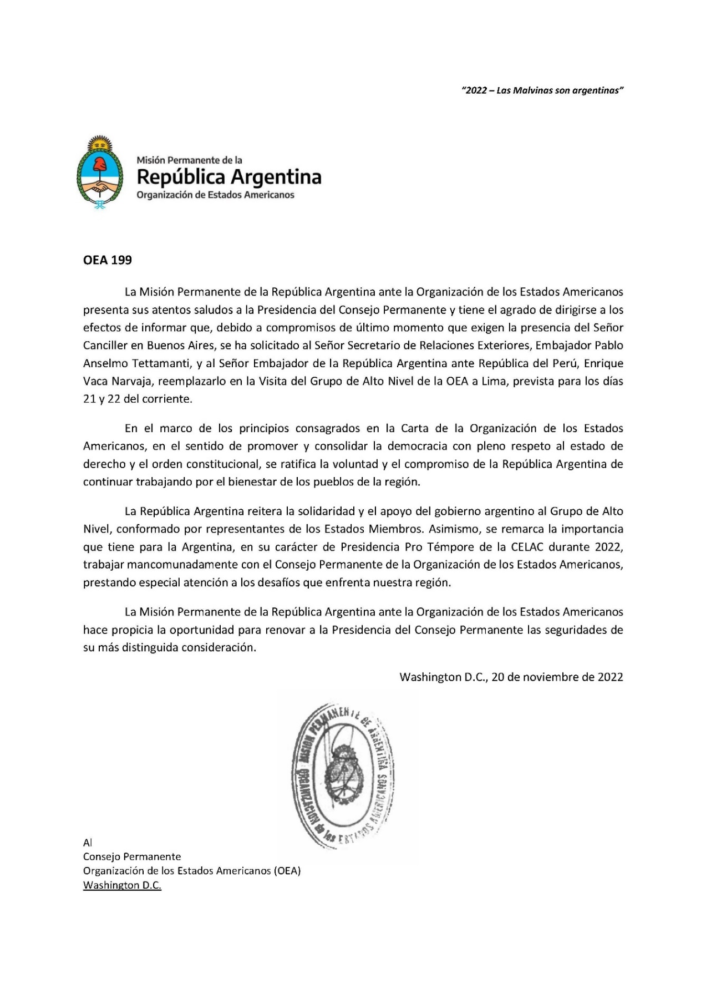 “2022 – Las Malvinas son argentinas”
Misión Permanente de la
República Argentina
Organización de Estados Americanos
OEA 199
La Misión Permanente de la República Argentina ante la Organización de los Estados Americanos
presenta sus atentos saludos a la Presidencia del Consejo Permanente y tiene el agrado de dirigirse a los
efectos de informar que, debido a compromisos de último momento que exigen la presencia del Señor
Canciller en Buenos Aires, se ha solicitado al Señor Secretario de Relaciones Exteriores, Embajador Pablo
Anselmo Tettamanti, y al Señor Embajador de la República Argentina ante República del Perú, Enrique
Vaca Narvaja, reemplazarlo en la Visita del Grupo de Alto Nivel de la OEA a Lima, prevista para los días
21 y 22 del corriente.
En el marco de los principios consagrados en la Carta de la Organización de los Estados
Americanos, en el sentido de promover y consolidar la democracia con pleno respeto al estado de
derecho y el orden constitucional, se ratifica la voluntad y el compromiso de la República Argentina de
continuar trabajando por el bienestar de los pueblos de la región.
La República Argentina reitera la solidaridad y el apoyo del gobierno argentino al Grupo de Alto
Nivel, conformado por representantes de los Estados Miembros. Asimismo, se remarca la importancia
que tiene para la Argentina, en su carácter de Presidencia Pro Témpore de la CELAC durante 2022,
trabajar mancomunadamente con el Consejo Permanente de la Organización de los Estados Americanos,
prestando especial atención a los desafíos que enfrenta nuestra región.
La Misión Permanente de la República Argentina ante la Organización de los Estados Americanos
hace propicia la oportunidad para renovar a la Presidencia del Consejo Permanente las seguridades de
su más distinguida consideración.
Washington D.C., 20 de noviembre de 2022
MISION PERMANENTE DE ARGENTINA
ORGANIZACION de los ESTADOS AMERICANOS
Al
Consejo Permanente
Organización de los Estados Americanos (OEA)
Washington D.C.